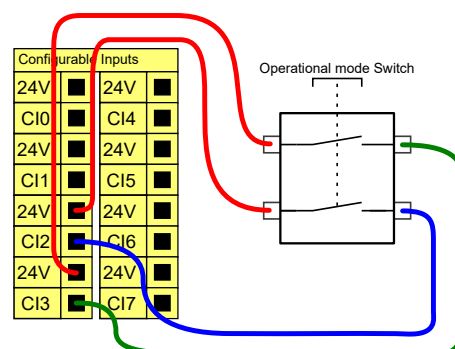 Configurable Inputs
Operational mode Switch
24V 24V
CI0 CI4
24V 24V
CI1 CI5
24V 24V
CI2 CI6
24V 24V
CI3 CI7